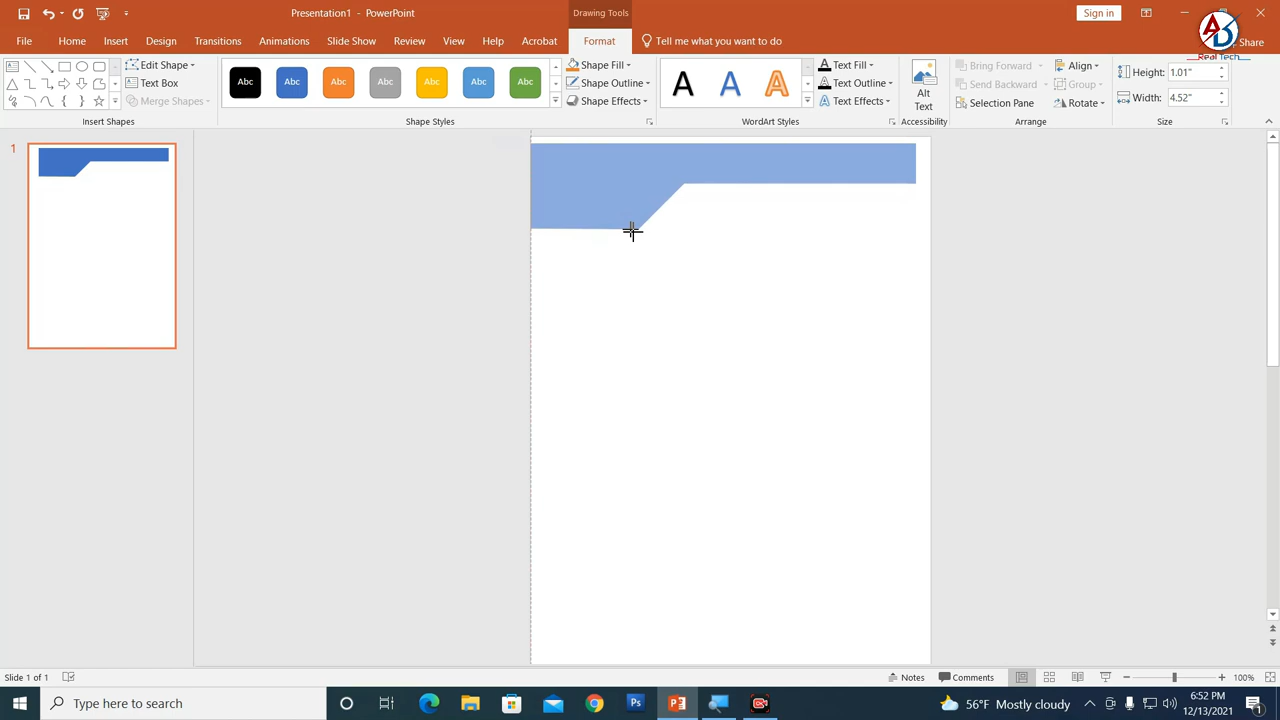 Presentation1 - PowerPoint
Drawing Tools
Sign in
File Home Insert Design Transitions Animations Slide Show Review View Help Acrobat Format Tell me what you want to do Share
Real Tech
Edit Shape
Text Box
Merge Shapes
Insert Shapes
Abc Abc Abc Abc Abc Abc Abc
Shape Styles
Shape Fill
Shape Outline
Shape Effects
A A A
WordArt Styles
Text Fill
Text Outline
Text Effects
Alt
Text
Accessibility
Bring Forward
Send Backward
Selection Pane
Align
Group
Rotate
Arrange
Height: 1.01"
Width: 4.52"
Size
1
Slide 1 of 1
Notes
Comments
100%
Type here to search
Ps
56°F Mostly cloudy
6:52 PM
12/13/2021
1